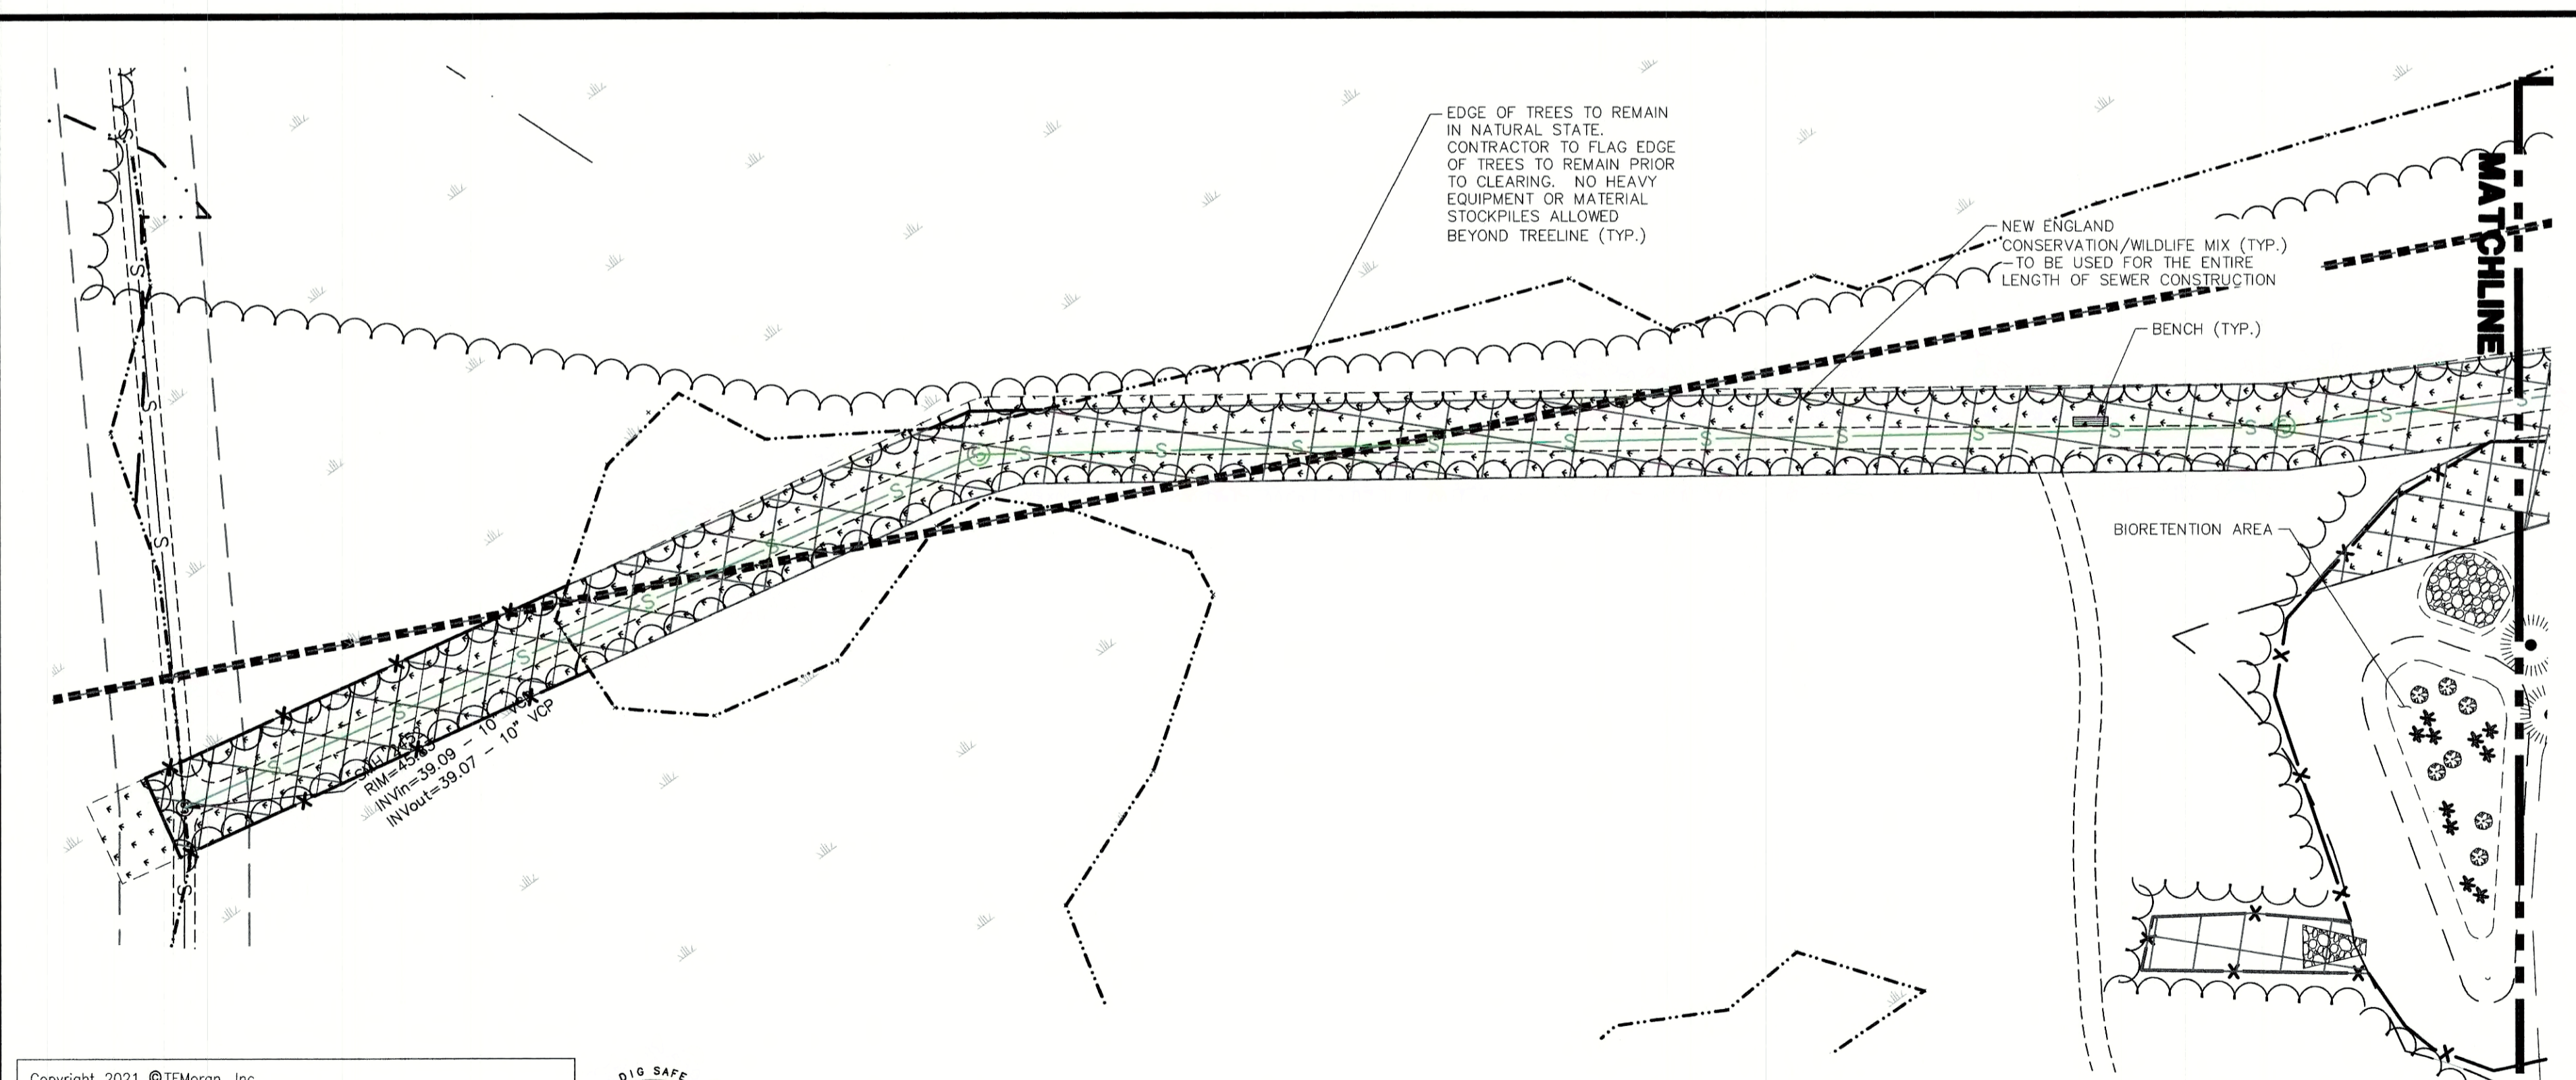 EDGE OF TREES TO REMAIN
IN NATURAL STATE.
CONTRACTOR TO FLAG EDGE
OF TREES TO REMAIN PRIOR
TO CLEARING. NO HEAVY
EQUIPMENT OR MATERIAL
STOCKPILES ALLOWED
BEYOND TREELINE (TYP.)
NEW ENGLAND
CONSERVATION/WILDLIFE MIX (TYP.)
-TO BE USED FOR THE ENTIRE
LENGTH OF SEWER CONSTRUCTION
MATCHLINE
BENCH (TYP.)
BIORETENTION AREA
SMH
INVin=39.09 - 10" VCP
INVout=39.07 - 10" VCP
Copyright 2021 ©TFMoran, Inc.
DIG SAFE